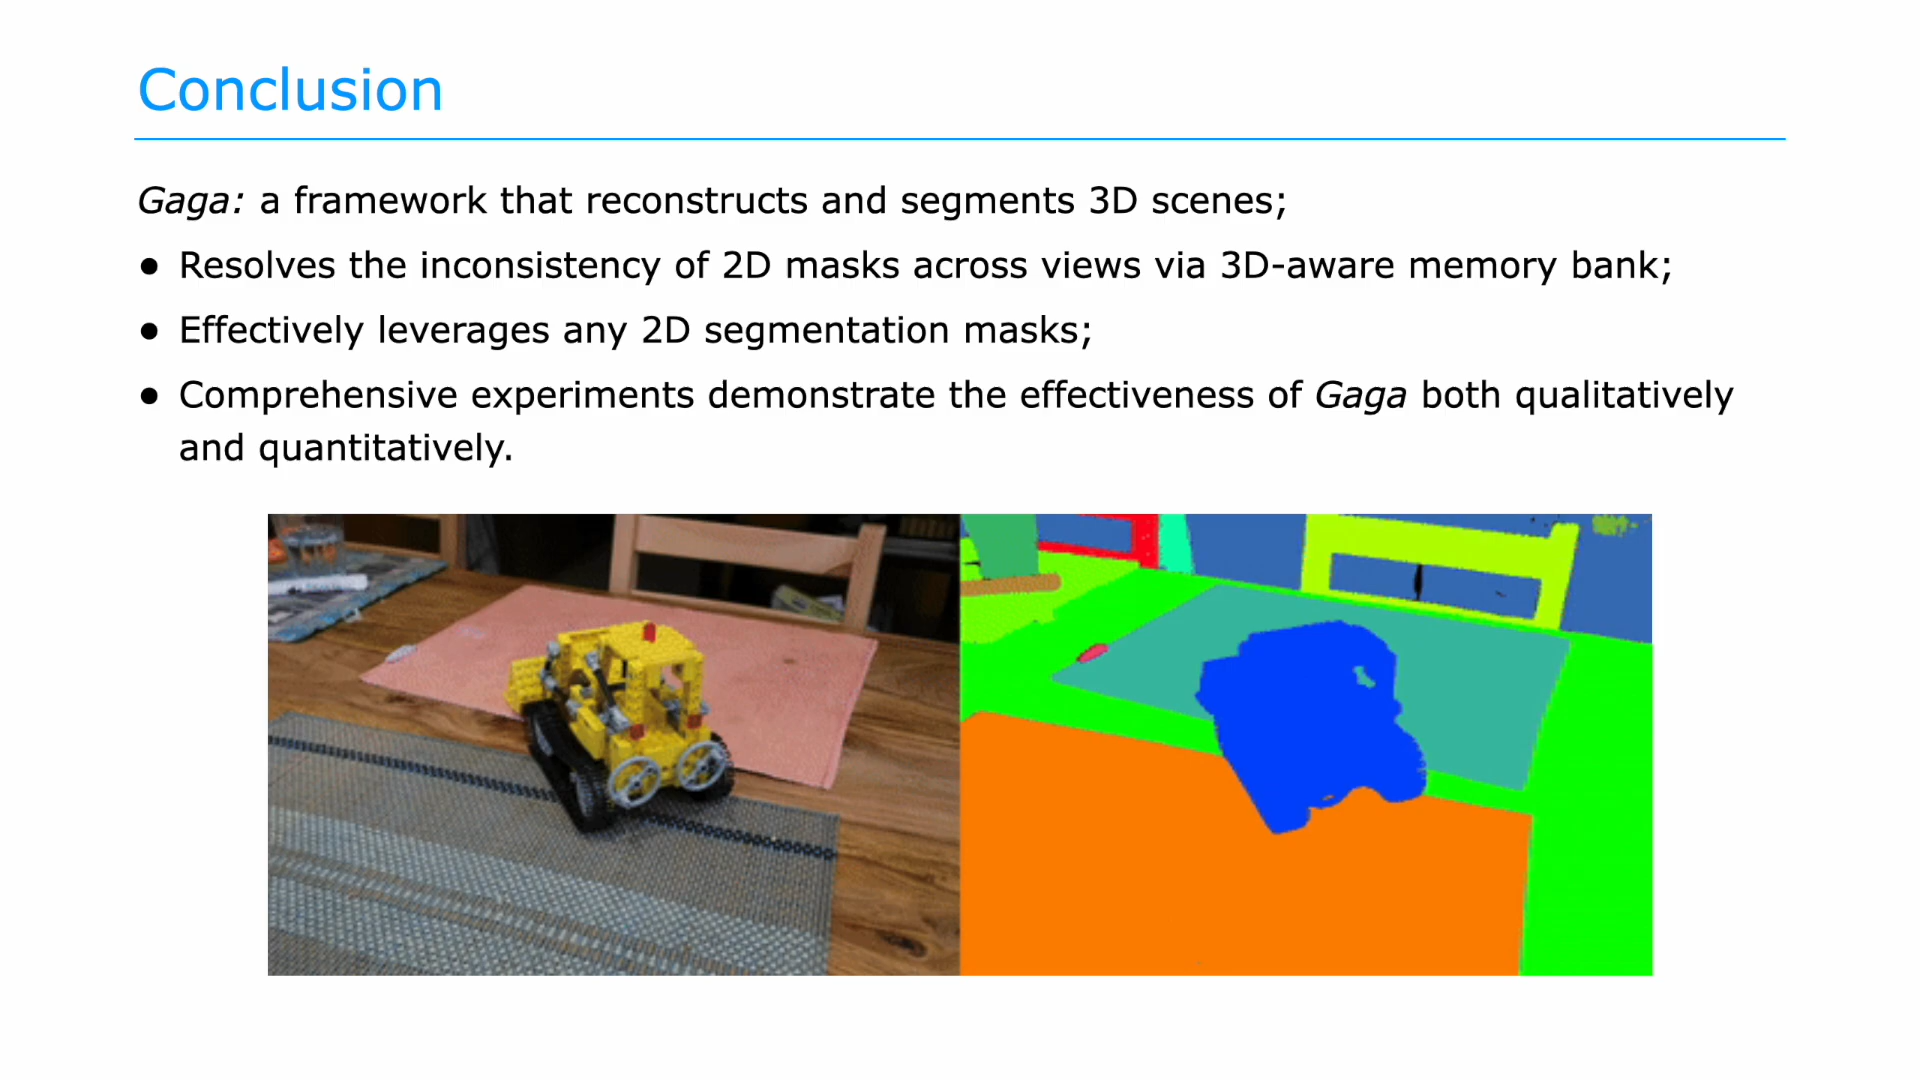 Conclusion
Gaga: a framework that reconstructs and segments 3D scenes;
● Resolves the inconsistency of 2D masks across views via 3D-aware memory bank;
● Effectively leverages any 2D segmentation masks;
● Comprehensive experiments demonstrate the effectiveness of Gaga both qualitatively
and quantitatively.